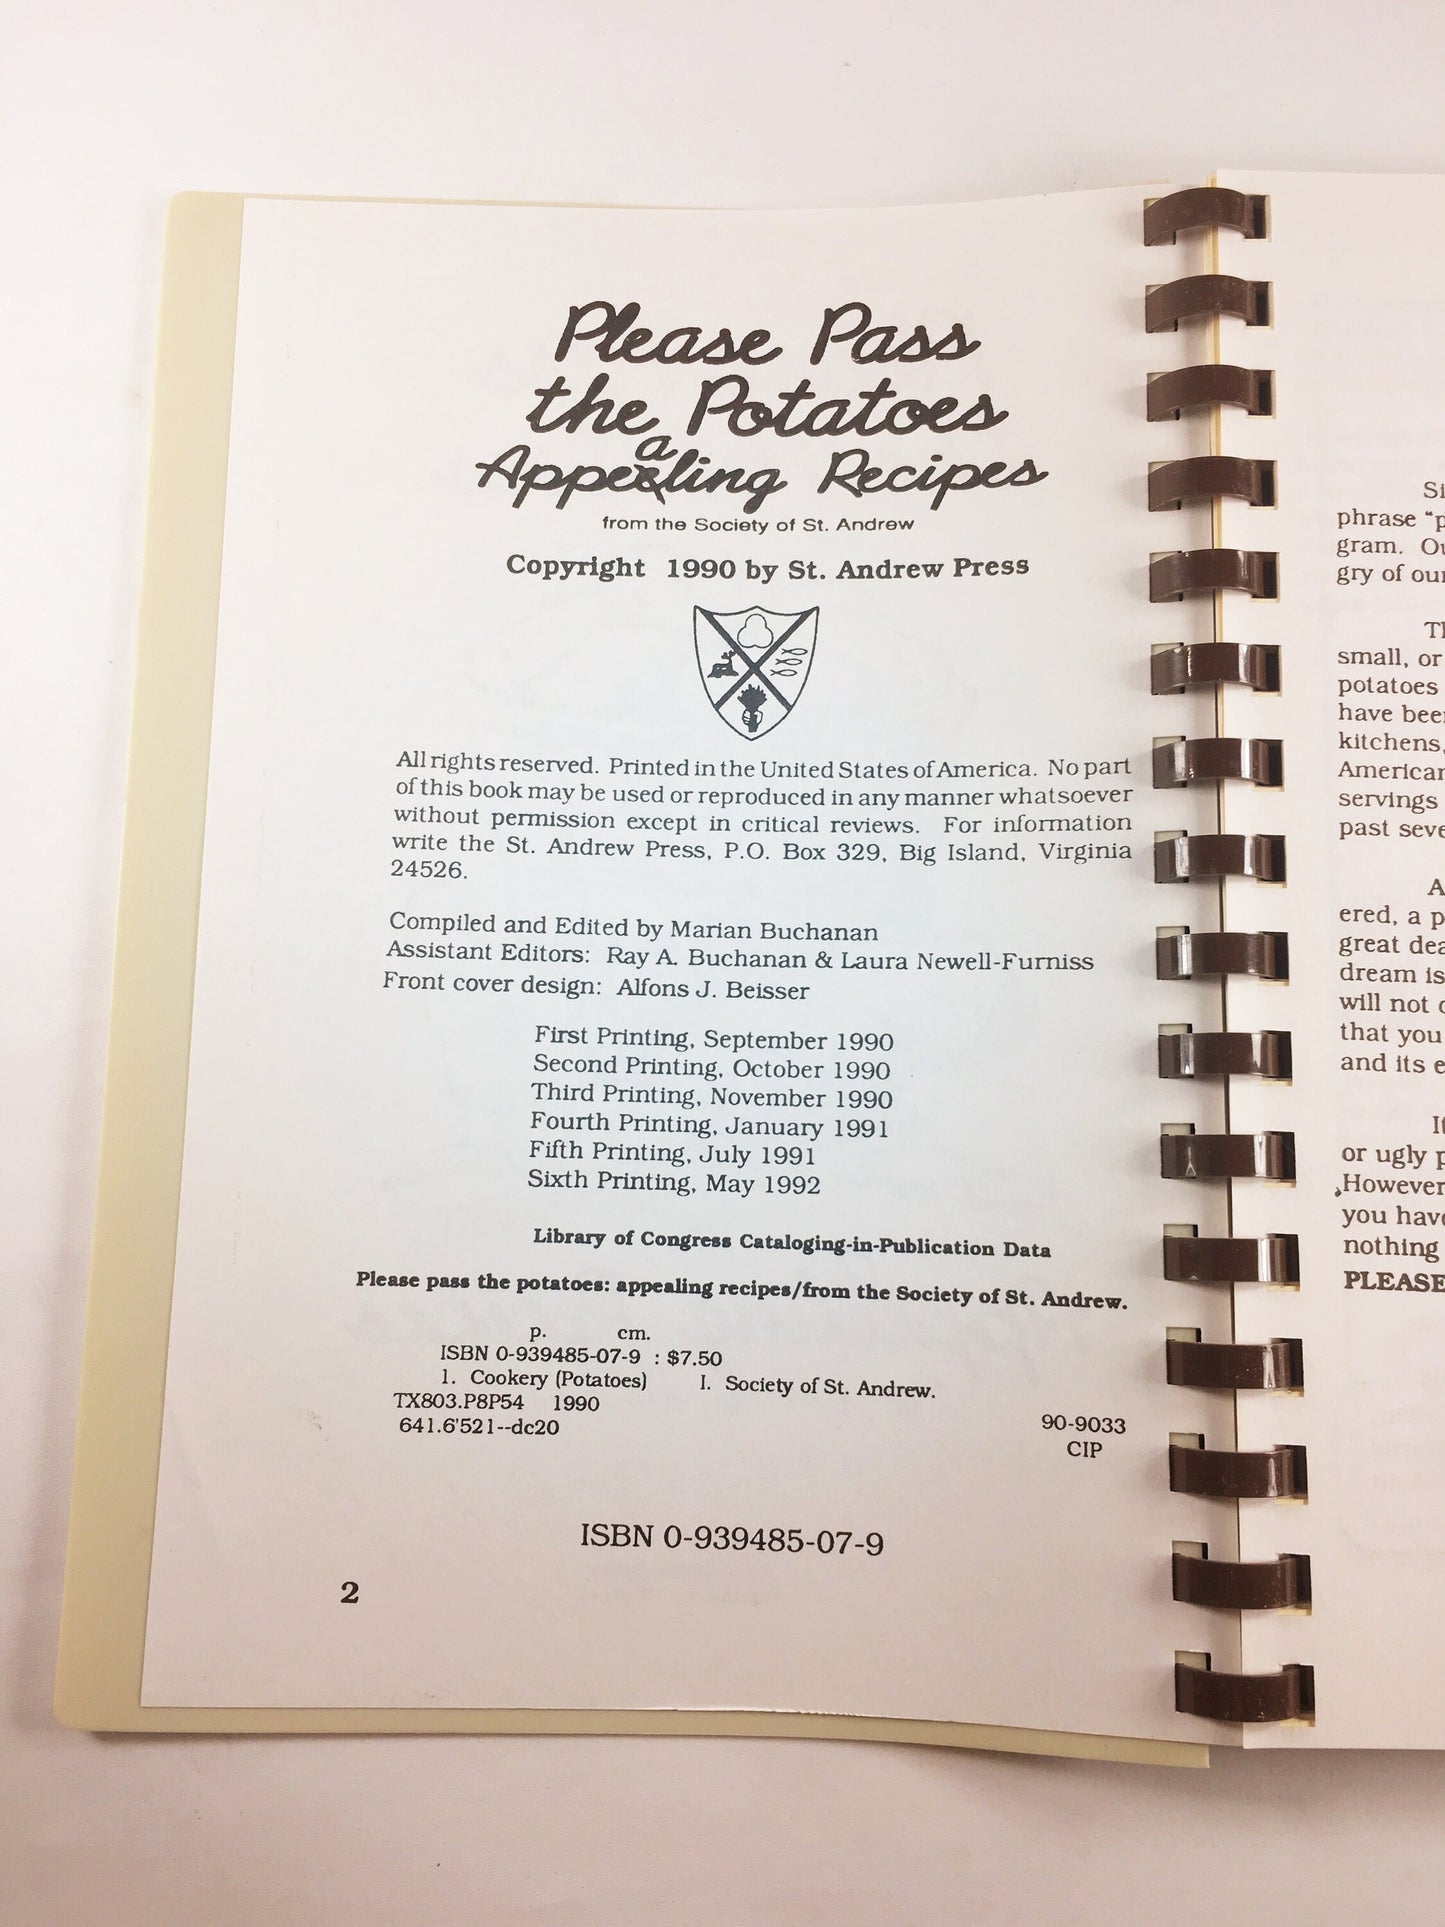 Please Pass
the Potatoes
a
Appeeling Recipes
from the Society of St. Andrew
Copyright 1990 by St. Andrew Press
All rights reserved. Printed in the United States of America. No part
of this book may be used or reproduced in any manner whatsoever
without permission except in critical reviews. For information
write the St. Andrew Press, P.O. Box 329, Big Island, Virginia
24526.
Compiled and Edited by Marian Buchanan
Assistant Editors: Ray A. Buchanan & Laura Newell-Furniss
Front cover design: Alfons J. Beisser
First Printing, September 1990
Second Printing, October 1990
Third Printing, November 1990
Fourth Printing, January 1991
Fifth Printing, July 1991
Sixth Printing, May 1992
Library of Congress Cataloging-in-Publication Data
Please pass the potatoes: appealing recipes/from the Society of St. Andrew.
p. cm.
ISBN 0-939485-07-9 : $7.50
1. Cookery (Potatoes) I. Society of St. Andrew.
TX803.P8P54 1990
641.6'521--dc20
90-9033
CIP
ISBN 0-939485-07-9
2
phrase
gram.
gry of
small, or
potatoes
have
kitchens,
servings
past
ered, a
great
dream
will not
that you
and its
or ugly
However
you
nothing
PLEASE